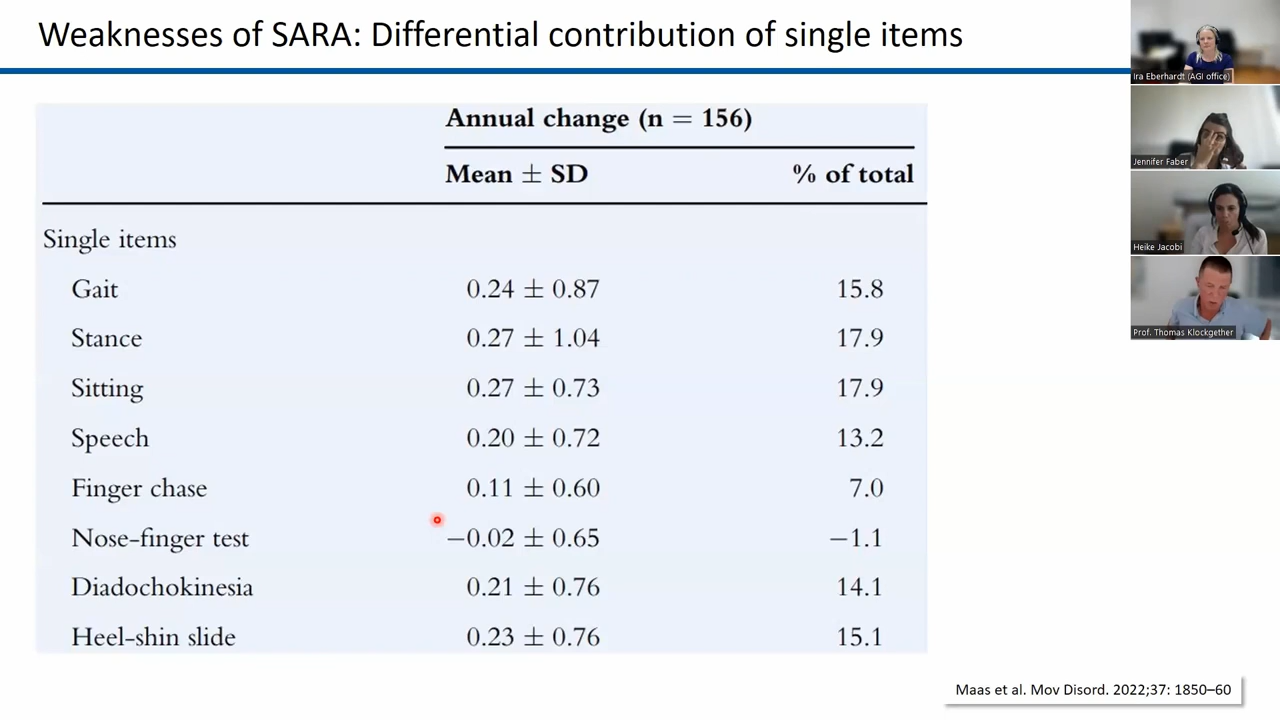 Weaknesses of SARA: Differential contribution of single items
Annual change (n = 156)
Mean ± SD % of total
Single items
Gait 0.24 ± 0.87 15.8
Stance 0.27 ± 1.04 17.9
Sitting 0.27 ± 0.73 17.9
Speech 0.20 ± 0.72 13.2
Finger chase 0.11 ± 0.60 7.0
Nose-finger test −0.02 ± 0.65 −1.1
Diadochokinesia 0.21 ± 0.76 14.1
Heel-shin slide 0.23 ± 0.76 15.1
Maas et al. Mov Disord. 2022;37: 1850–60
Ira Eberhardt (AGI office)
Jennifer Faber
Heike Jacobi
Prof. Thomas Klockgether